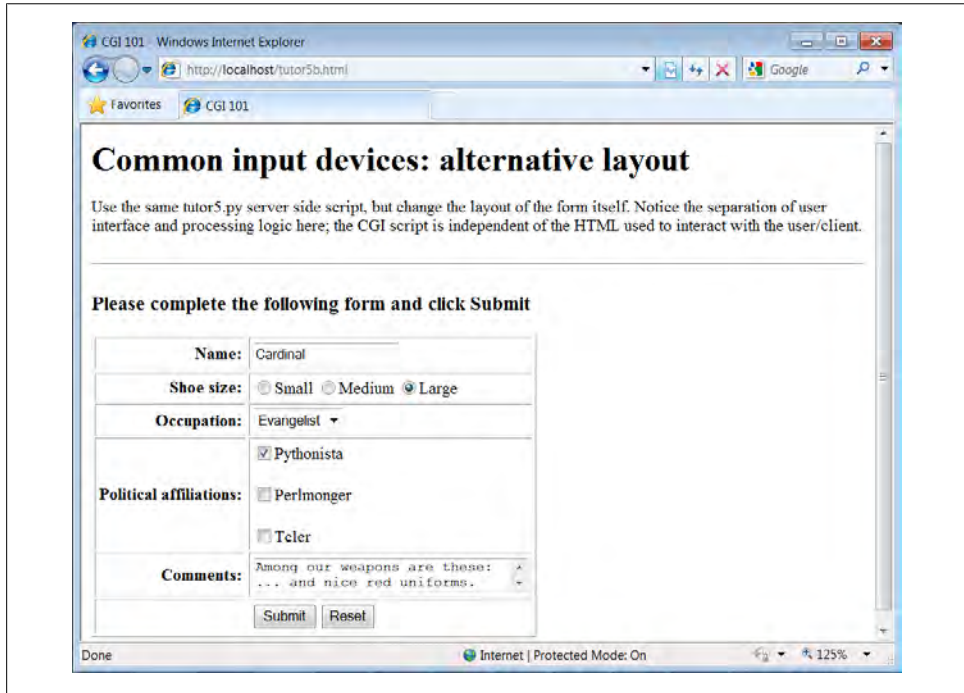 CGI 101 - Windows Internet Explorer
http://localhost/tutor5b.html
Google
Favorites
CGI 101
Common input devices: alternative layout
Use the same tutor5.py server side script, but change the layout of the form itself. Notice the separation of user
interface and processing logic here; the CGI script is independent of the HTML used to interact with the user/client.
Please complete the following form and click Submit
Name: Cardinal
Shoe size: Small Medium Large
Occupation: Evangelist
Political affiliations:
Pythonista
Perlmonger
Tcler
Comments:
Among our weapons are these:
... and nice red uniforms.
Submit Reset
Done
Internet | Protected Mode: On
125%